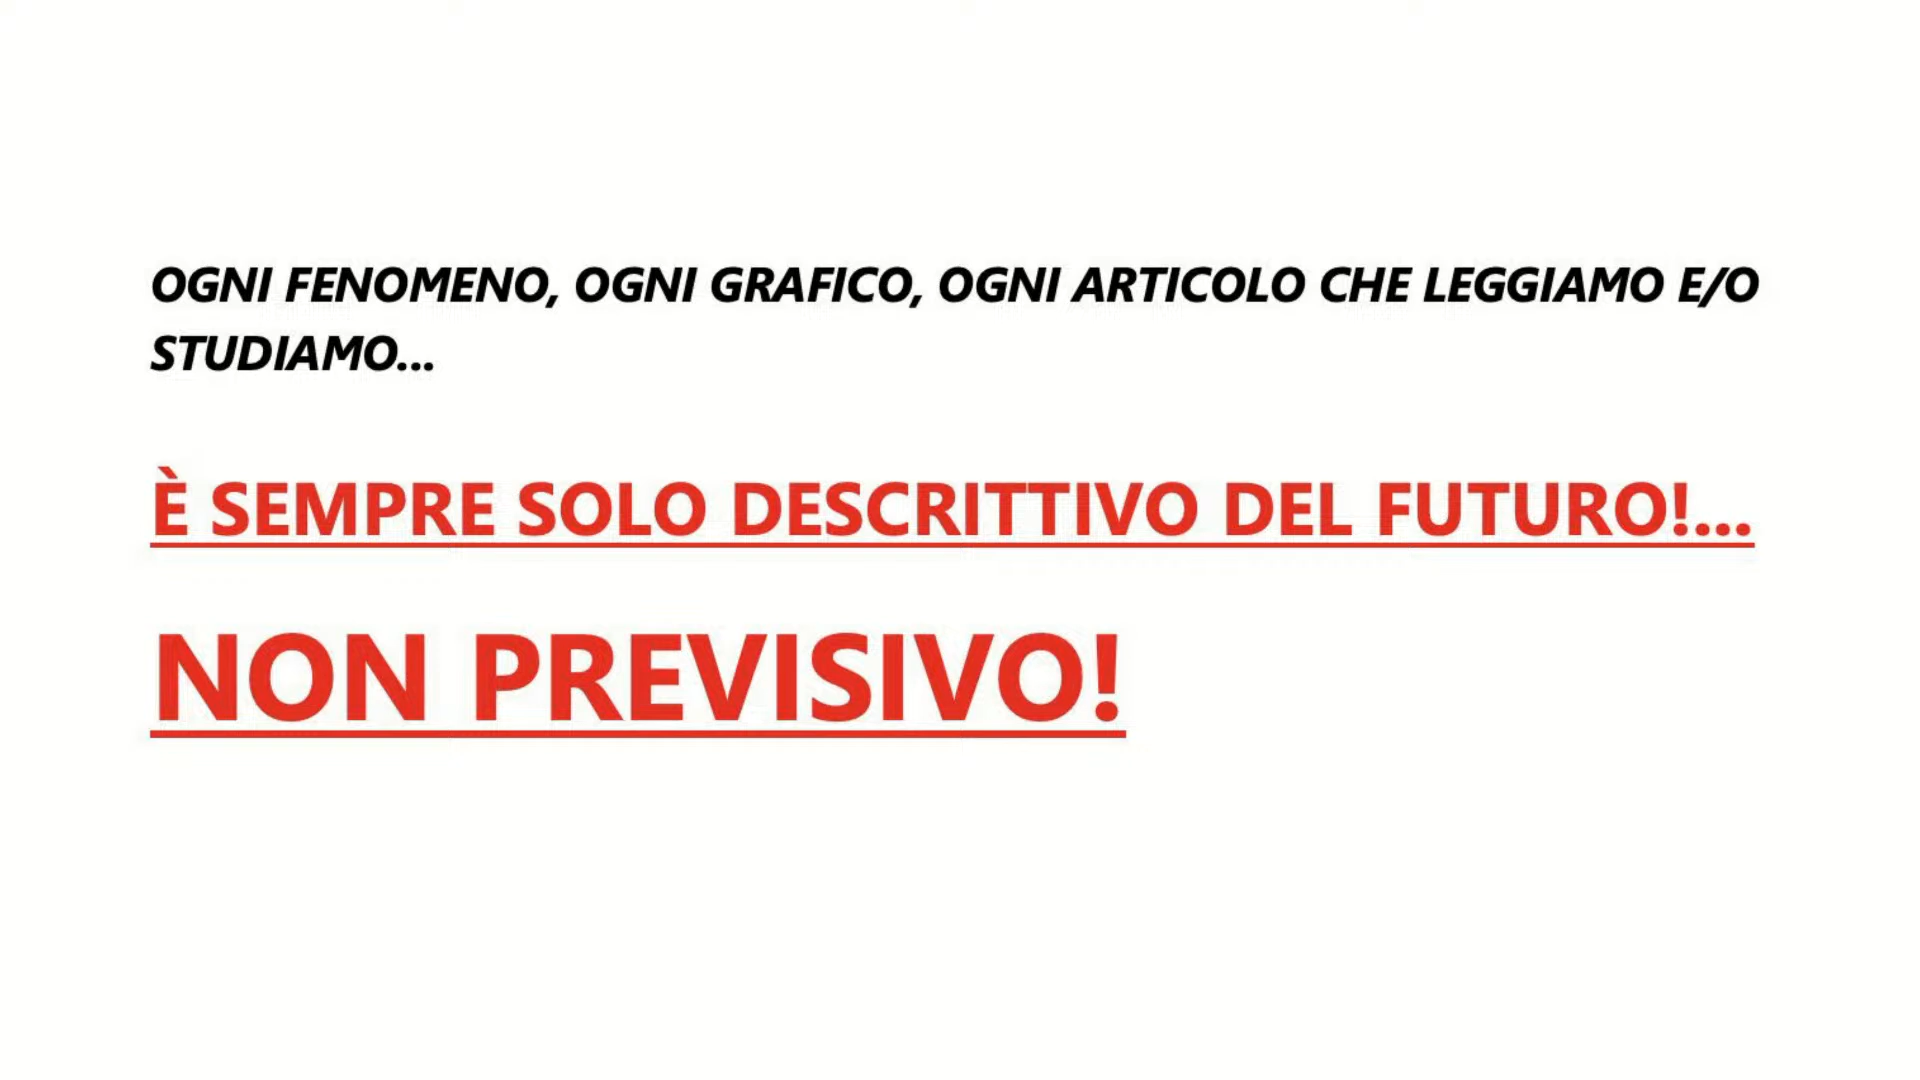 OGNI FENOMENO, OGNI GRAFICO, OGNI ARTICOLO CHE LEGGIAMO E/O
STUDIAMO...
È SEMPRE SOLO DESCRITTIVO DEL FUTURO!...
NON PREVISIVO!